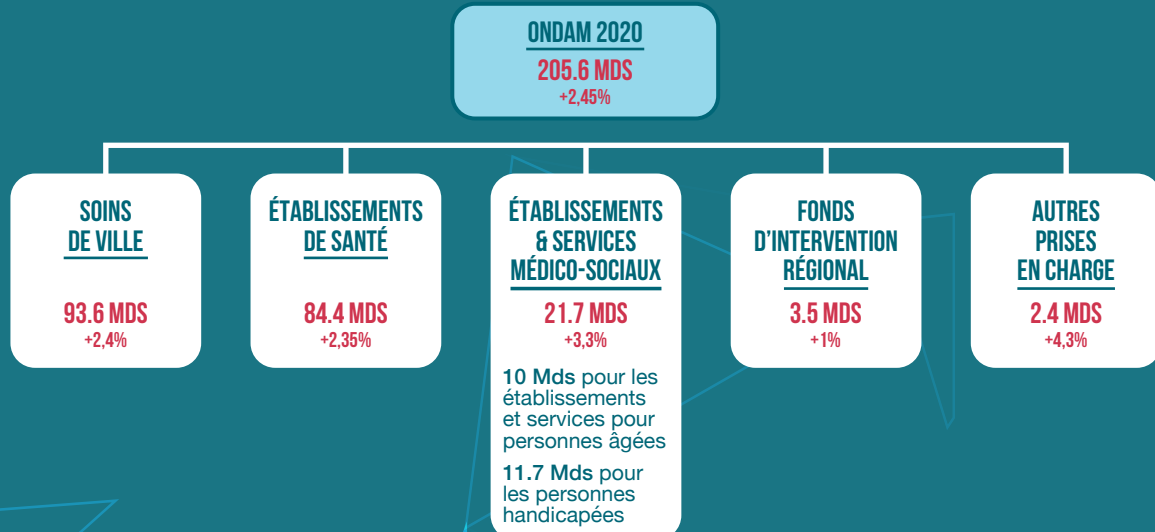 ONDAM 2020
205.6 MDS
+2,45%
SOINS
DE VILLE
93.6 MDS
+2,4%
ÉTABLISSEMENTS
DE SANTÉ
84.4 MDS
+2,35%
ÉTABLISSEMENTS
& SERVICES
MÉDICO-SOCIAUX
21.7 MDS
+3,3%
10 Mds pour les
établissements
et services pour
personnes âgées
11.7 Mds pour
les personnes
handicapées
FONDS
D'INTERVENTION
RÉGIONAL
3.5 MDS
+1%
AUTRES
PRISES
EN CHARGE
2.4 MDS
+4,3%